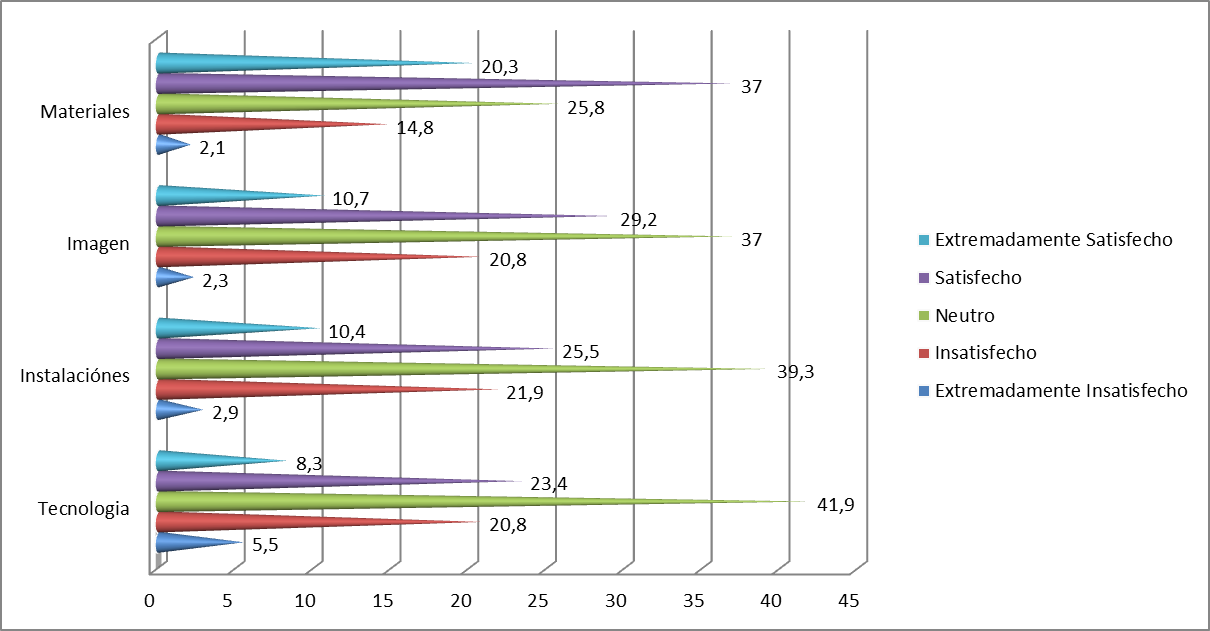 20,3
37
Materiales
25,8
14,8
2,1
10,7
29,2
Imagen
37
20,8
2,3
10,4
25,5
Instalaciónes
39,3
21,9
2,9
8,3
23,4
Tecnologia
41,9
20,8
5,5
0 5 10 15 20 25 30 35 40 45
Extremadamente Satisfecho
Satisfecho
Neutro
Insatisfecho
Extremadamente Insatisfecho